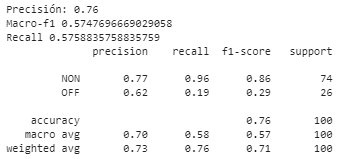 Precisión: 0.76
Macro-f1 0.5747696669029058
Recall 0.5758835758835759
precision recall f1-score support
NON 0.77 0.96 0.86 74
OFF 0.62 0.19 0.29 26
accuracy 0.76 100
macro avg 0.70 0.58 0.57 100
weighted avg 0.73 0.76 0.71 100